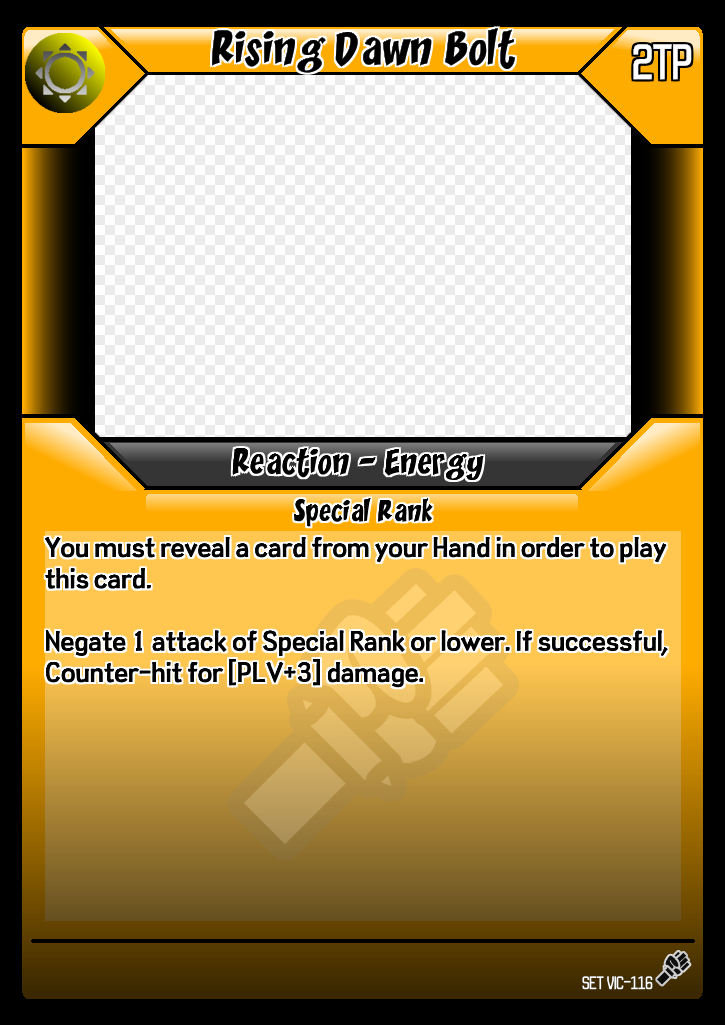 Rising Dawn Bolt
2TP
Reaction - Energy
Special Rank
You must reveal a card from your Hand in order to play
this card.
Negate 1 attack of Special Rank or lower. If successful,
Counter-hit for [PLV+3] damage.
SET VIC-116